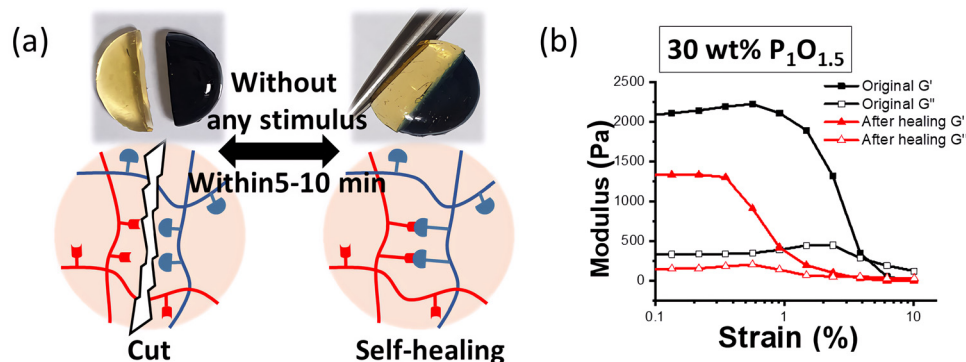 (a)
Without
any stimulus
Within5-10 min
Cut
Self-healing
(b)
30 wt% P₁O₁.₅
Original G'
Original G"
After healing G'
After healing G"
Modulus (Pa)
2500
2000
1500
1000
500
0
0.1
1
10
Strain (%)